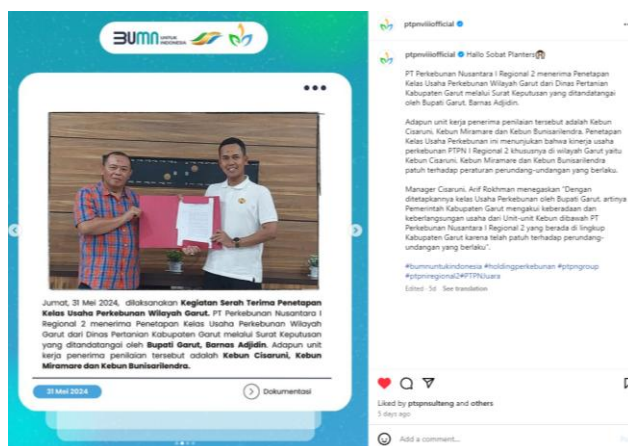 BUMN UNTUK INDONESIA
Jumat, 31 Mei 2024, dilaksanakan Kegiatan Serah Terima Penetapan
Kelas Usaha Perkebunan Wilayah Garut. PT Perkebunan Nusantara I
Regional 2 menerima Penetapan Kelas Usaha Perkebunan Wilayah
Garut dari Dinas Pertanian Kabupaten Garut melalui Surat Keputusan
yang ditandatangai oleh Bupati Garut, Barnas Adjidin. Adapun unit
kerja penerima penilaian tersebut adalah Kebun Cisaruni, Kebun
Miramare dan Kebun Bunisarilendra.
31 Mei 2024
Dokumentasi
ptpnviiiofficial
ptpnviiiofficial Hallo Sobat Planters
PT Perkebunan Nusantara I Regional 2 menerima Penetapan
Kelas Usaha Perkebunan Wilayah Garut dari Dinas Pertanian
Kabupaten Garut melalui Surat Keputusan yang ditandatangai
oleh Bupati Garut, Barnas Adjidin.
Adapun unit kerja penerima penilaian tersebut adalah Kebun
Cisaruni, Kebun Miramare dan Kebun Bunisarilendra. Penetapan
Kelas Usaha Perkebunan ini menunjukan bahwa kinerja usaha
perkebunan PTPN I Regional 2 khususnya di wilayah Garut yaitu
Kebun Cisaruni, Kebun Miramare dan Kebun Bunisarilendra
patuh terhadap peraturan perundang-undangan yang berlaku.
Manager Cisaruni, Arif Rokhman menegaskan "Dengan
ditetapkannya kelas Usaha Perkebunan oleh Bupati Garut, artinya
Pemerintah Kabupaten Garut mengakui keberadaan dan
keberlangsungan usaha dari Unit-unit Kebun dibawah PT
Perkebunan Nusantara I Regional 2 yang berada di lingkup
Kabupaten Garut karena telah patuh terhadap perundang-
undangan yang berlaku".
#bumnuntukindonesia #holdingperkebunan #ptpngroup
#ptpniregional2#PTPNJuara
Edited · 5d See translation
Liked by ptspnsulteng and others
5 days ago
Add a comment...